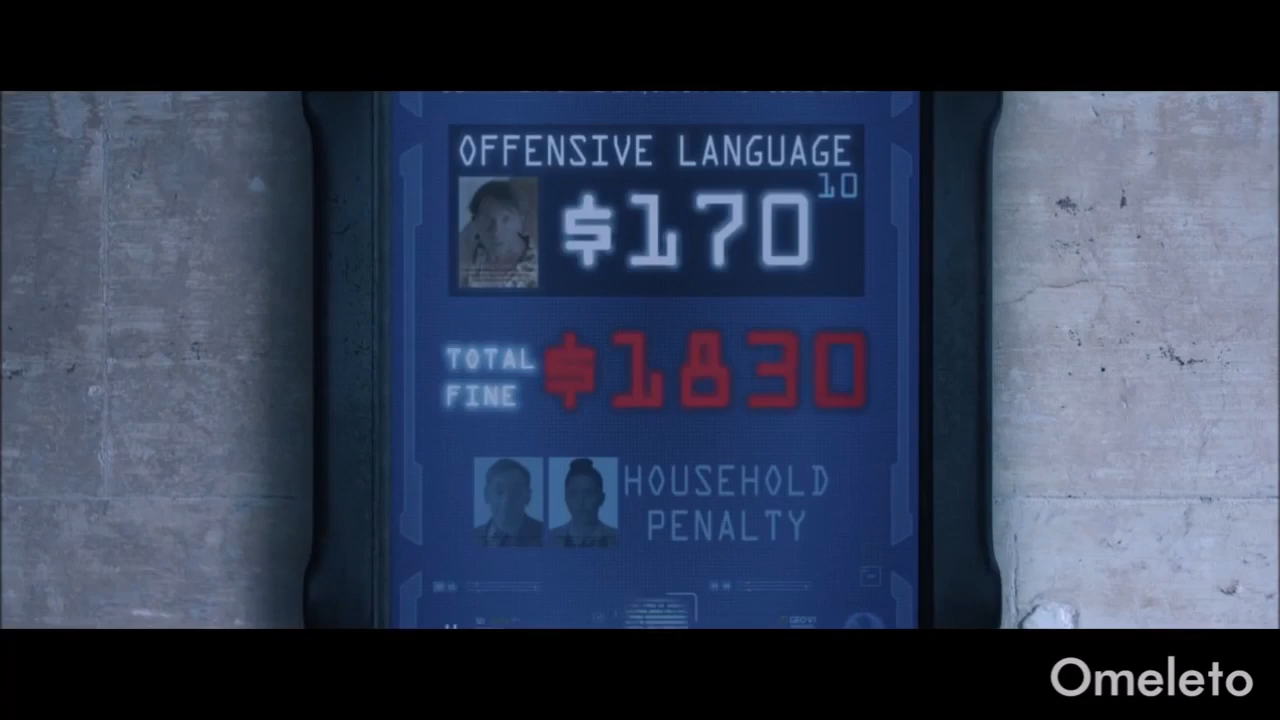 OFFENSIVE LANGUAGE
10
$170
TOTAL
FINE
$1830
HOUSEHOLD
PENALTY
Omeleto